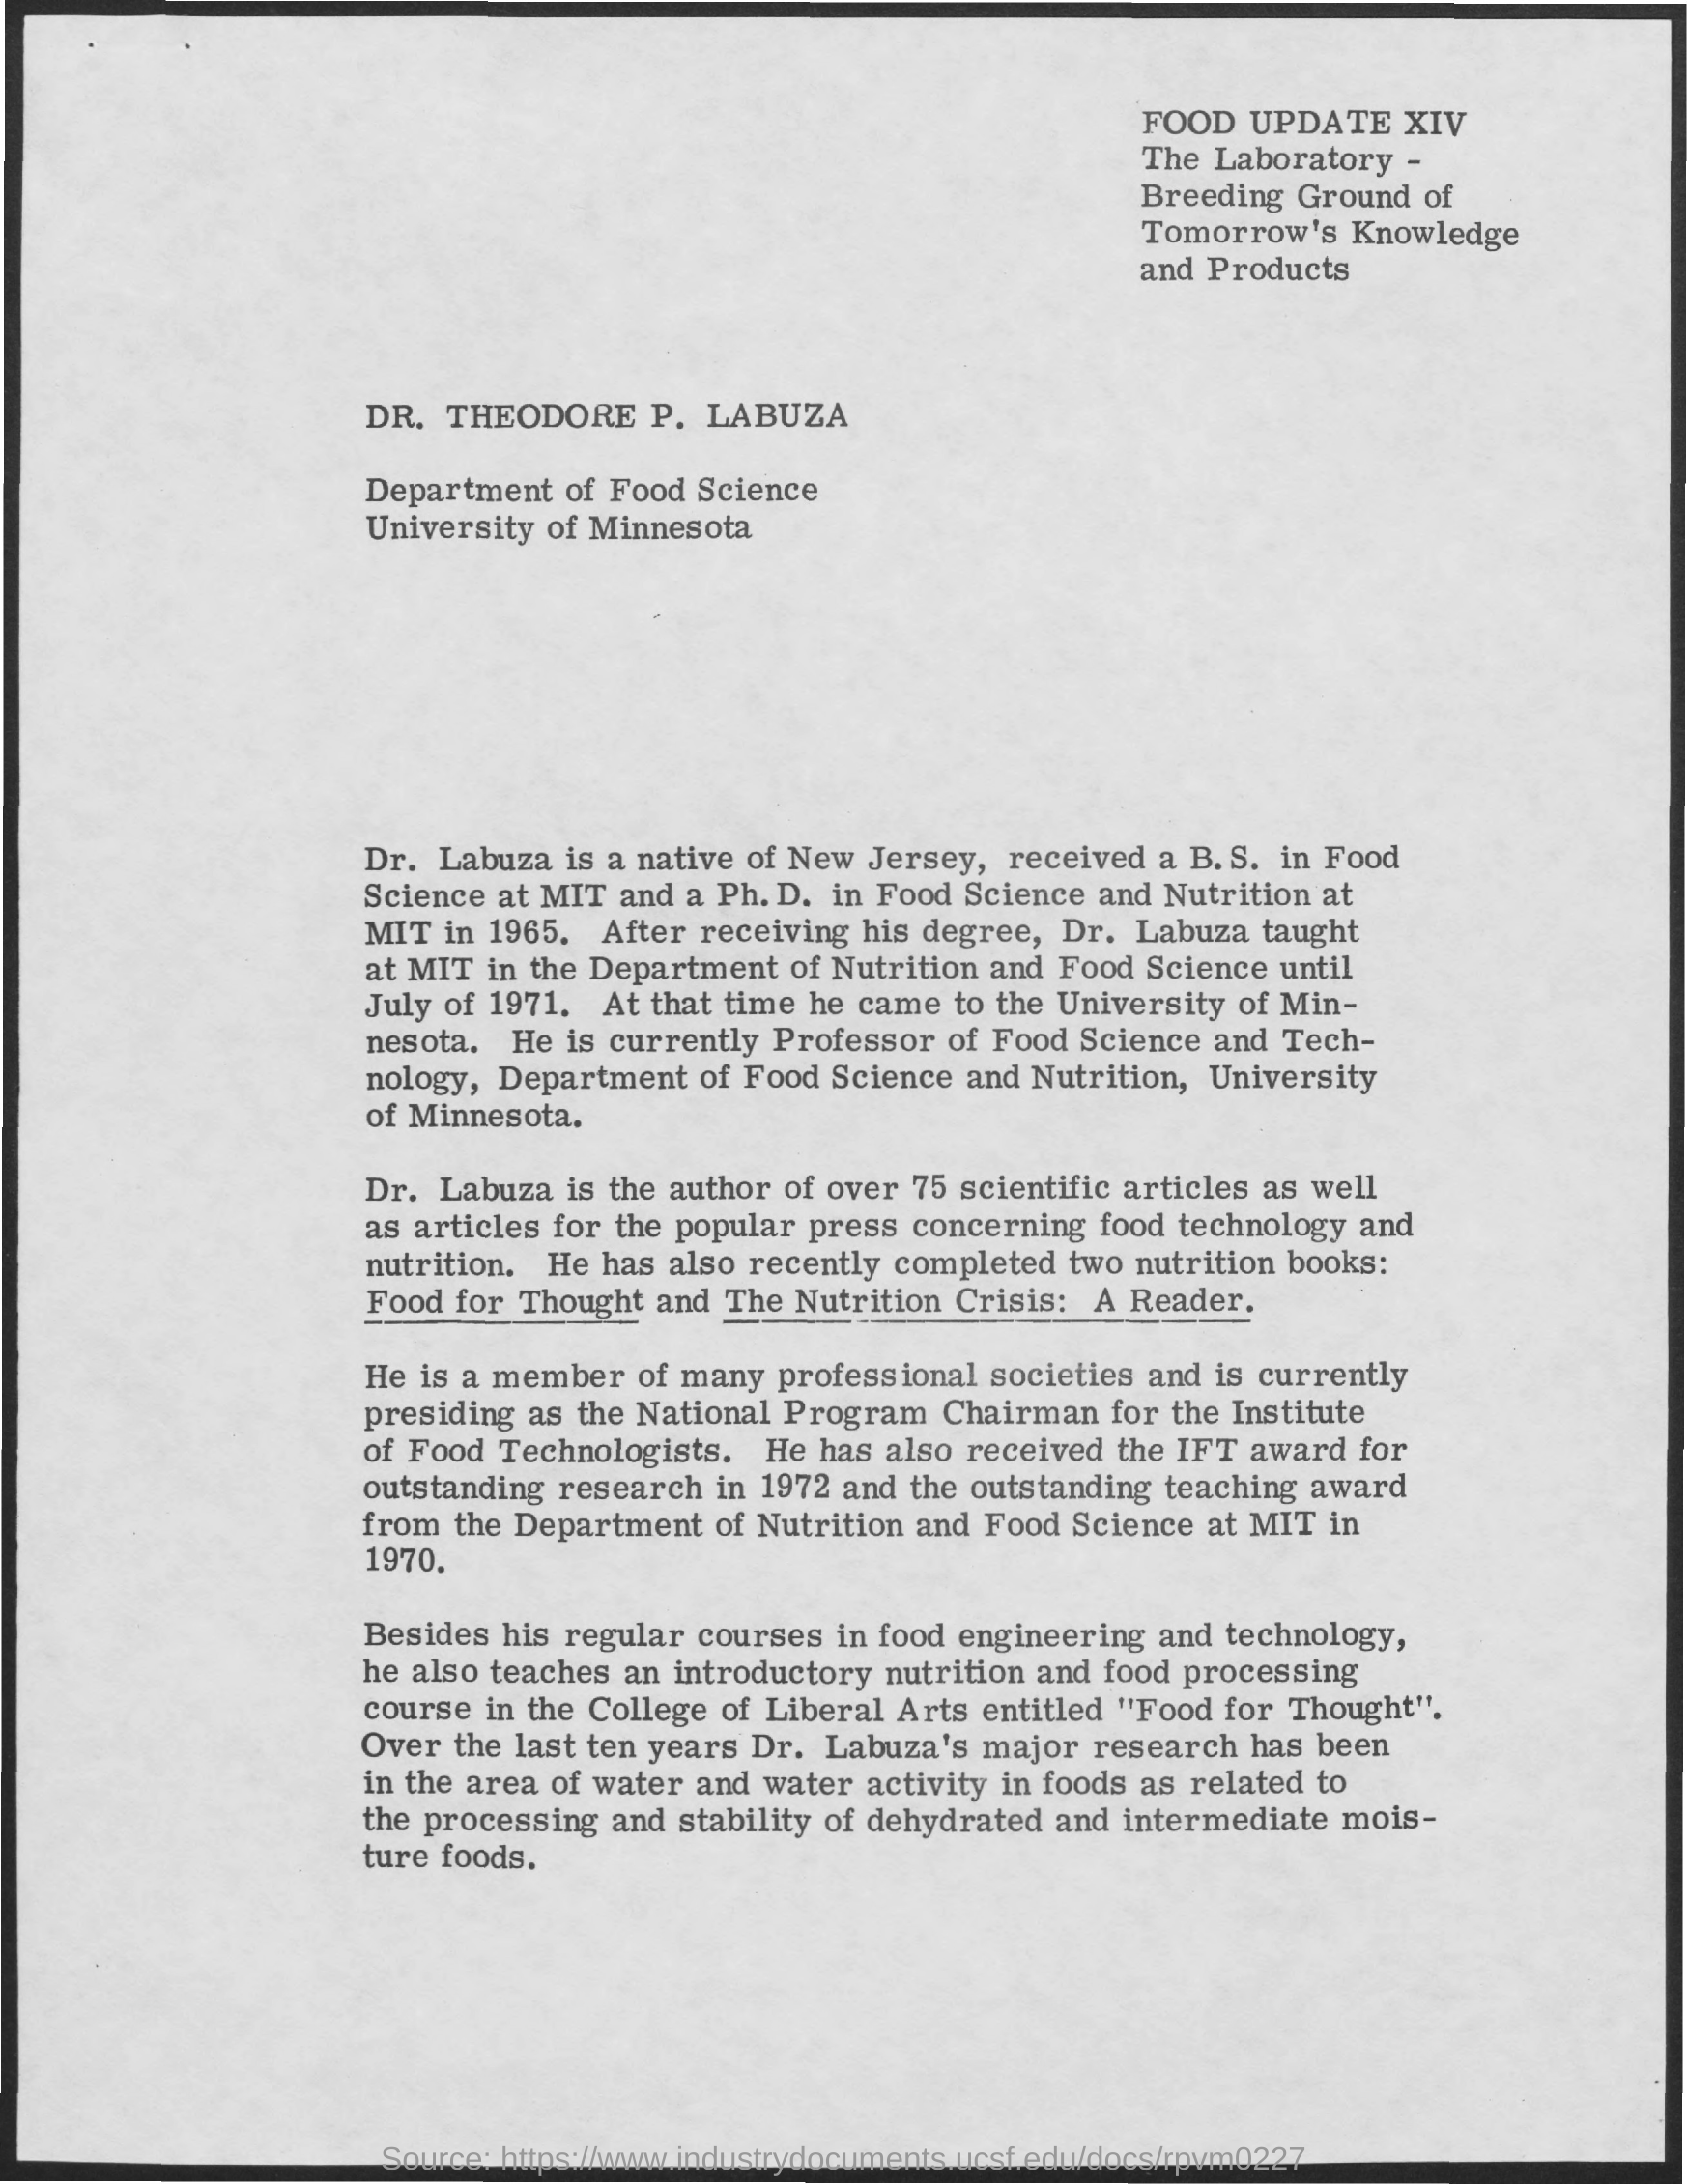 FOOD UPDATE XIV
The Laboratory -
Breeding Ground of
Tomorrow's Knowledge
and Products
DR. THEODORE P. LABUZA
Department of Food Science
University of Minnesota
Dr. Labuza is a native of New Jersey, received a B.S. in Food
Science at MIT and a Ph.D. in Food Science and Nutrition at
MIT in 1965. After receiving his degree, Dr. Labuza taught
at MIT in the Department of Nutrition and Food Science until
July of 1971. At that time he came to the University of Min-
nesota. He is currently Professor of Food Science and Tech-
nology, Department of Food Science and Nutrition, University
of Minnesota.
Dr. Labuza is the author of over 75 scientific articles as well
as articles for the popular press concerning food technology and
nutrition. He has also recently completed two nutrition books:
Food for Thought and The Nutrition Crisis: A Reader.
He is a member of many professional societies and is currently
presiding as the National Program Chairman for the Institute
of Food Technologists. He has also received the IFT award for
outstanding research in 1972 and the outstanding teaching award
from the Department of Nutrition and Food Science at MIT in
1970.
Besides his regular courses in food engineering and technology,
he also teaches an introductory nutrition and food processing
course in the College of Liberal Arts entitled "Food for Thought".
Over the last ten years Dr. Labuza's major research has been
in the area of water and water activity in foods as related to
the processing and stability of dehydrated and intermediate mois-
ture foods.
Source: https://www.industrydocuments.ucsf.edu/docs/rpvm0227